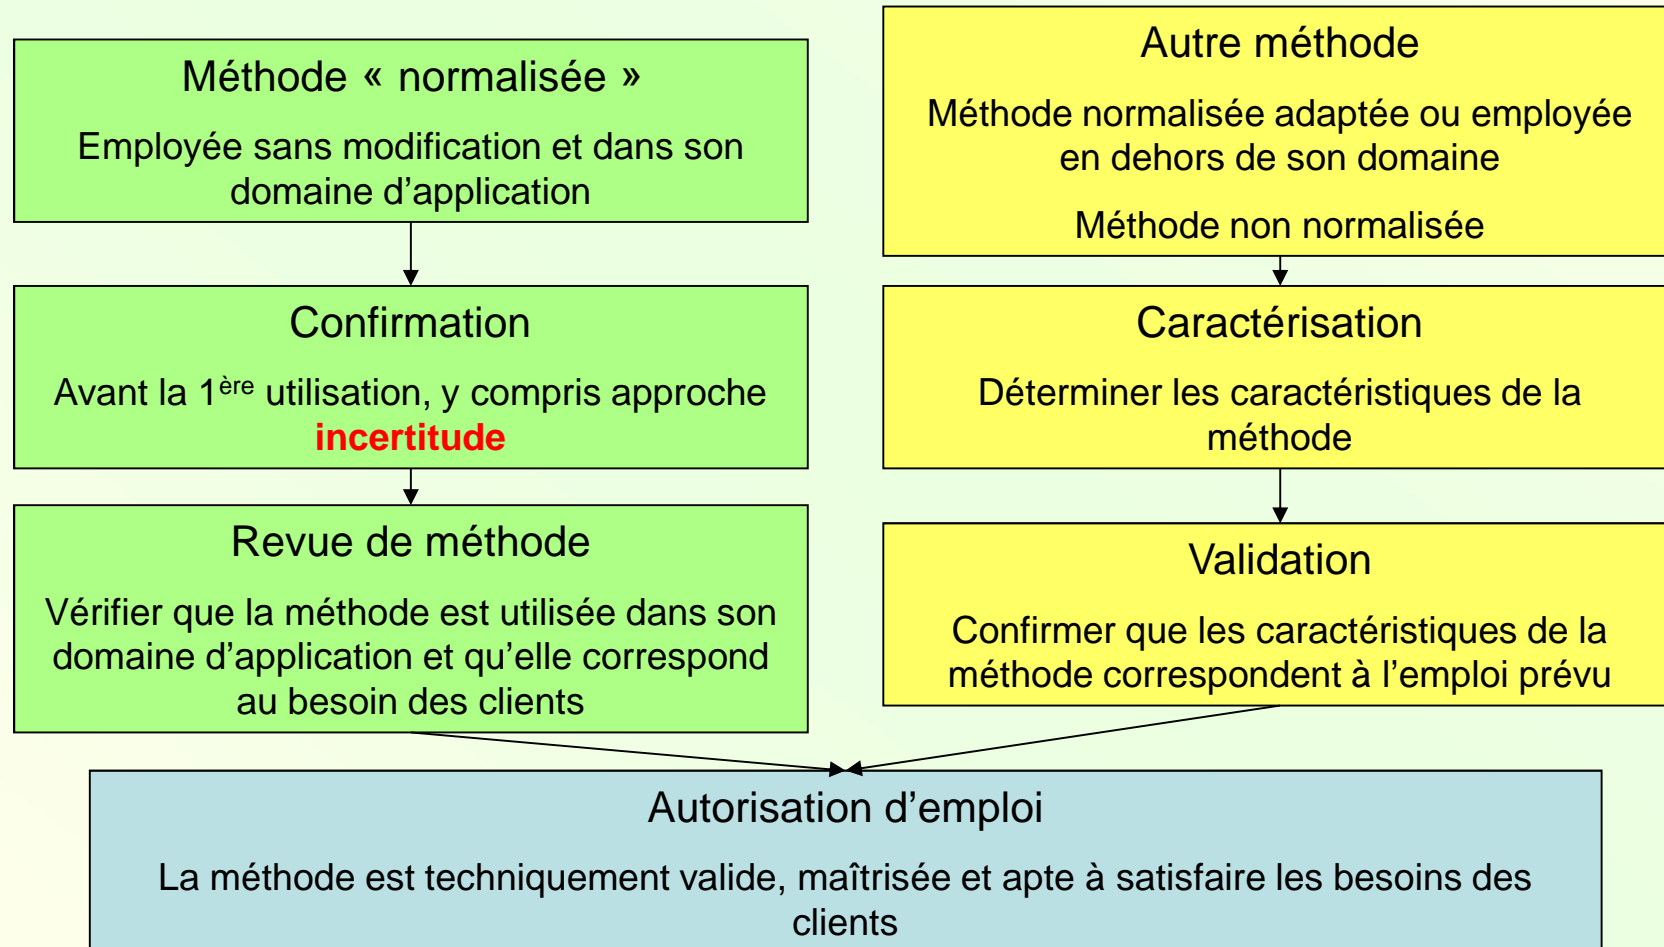 Méthode « normalisée »
Employée sans modification et dans son
domaine d'application
Confirmation
Avant la 1ère utilisation, y compris approche
incertitude
Revue de méthode
Vérifier que la méthode est utilisée dans son
domaine d'application et qu'elle correspond
au besoin des clients
Autre méthode
Méthode normalisée adaptée ou employée
en dehors de son domaine
Méthode non normalisée
Caractérisation
Déterminer les caractéristiques de la
méthode
Validation
Confirmer que les caractéristiques de la
méthode correspondent à l'emploi prévu
Autorisation d'emploi
La méthode est techniquement valide, maîtrisée et apte à satisfaire les besoins des
clients